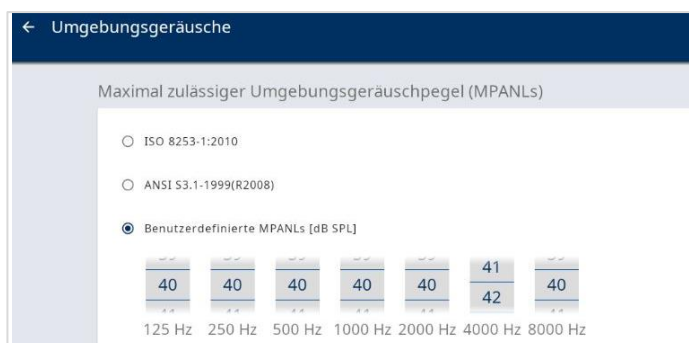 ← Umgebungsgeräusche
Maximal zulässiger Umgebungsgeräuschpegel (MPANLs)
ISO 8253-1:2010
ANSI S3.1-1999(R2008)
Benutzerdefinierte MPANLs [dB SPL]
41
40 40 40 40 40 42 40
125 Hz 250 Hz 500 Hz 1000 Hz 2000 Hz 4000 Hz 8000 Hz